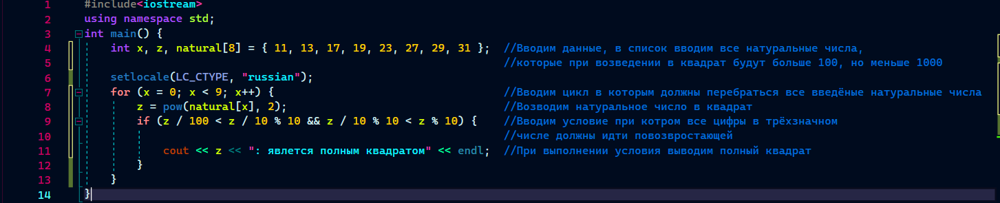 1 #include<iostream>
2 using namespace std;
3 int main() {
4 int x, z, natural[8] = { 11, 13, 17, 19, 23, 27, 29, 31 }; //Вводим данные, в список вводим все натуральные числа,
5 //которые при возведении в квадрат будут больше 100, но меньше 1000
6 setlocale(LC_CTYPE, "russian");
7 for (x = 0; x < 9; x++) { //Вводим цикл в которым должны перебраться все введёные натуральные числа
8 z = pow(natural[x], 2); //Возводим натуральное число в квадрат
9 if (z / 100 < z / 10 % 10 && z / 10 % 10 < z % 10) { //Вводим условие при котром все цифры в трёхзначном
10 //числе должны идти повозвростающей
11 cout << z << ": явлется полным квадратом" << endl; //При выполнении условия выводим полный квадрат
12 }
13 }
14 }